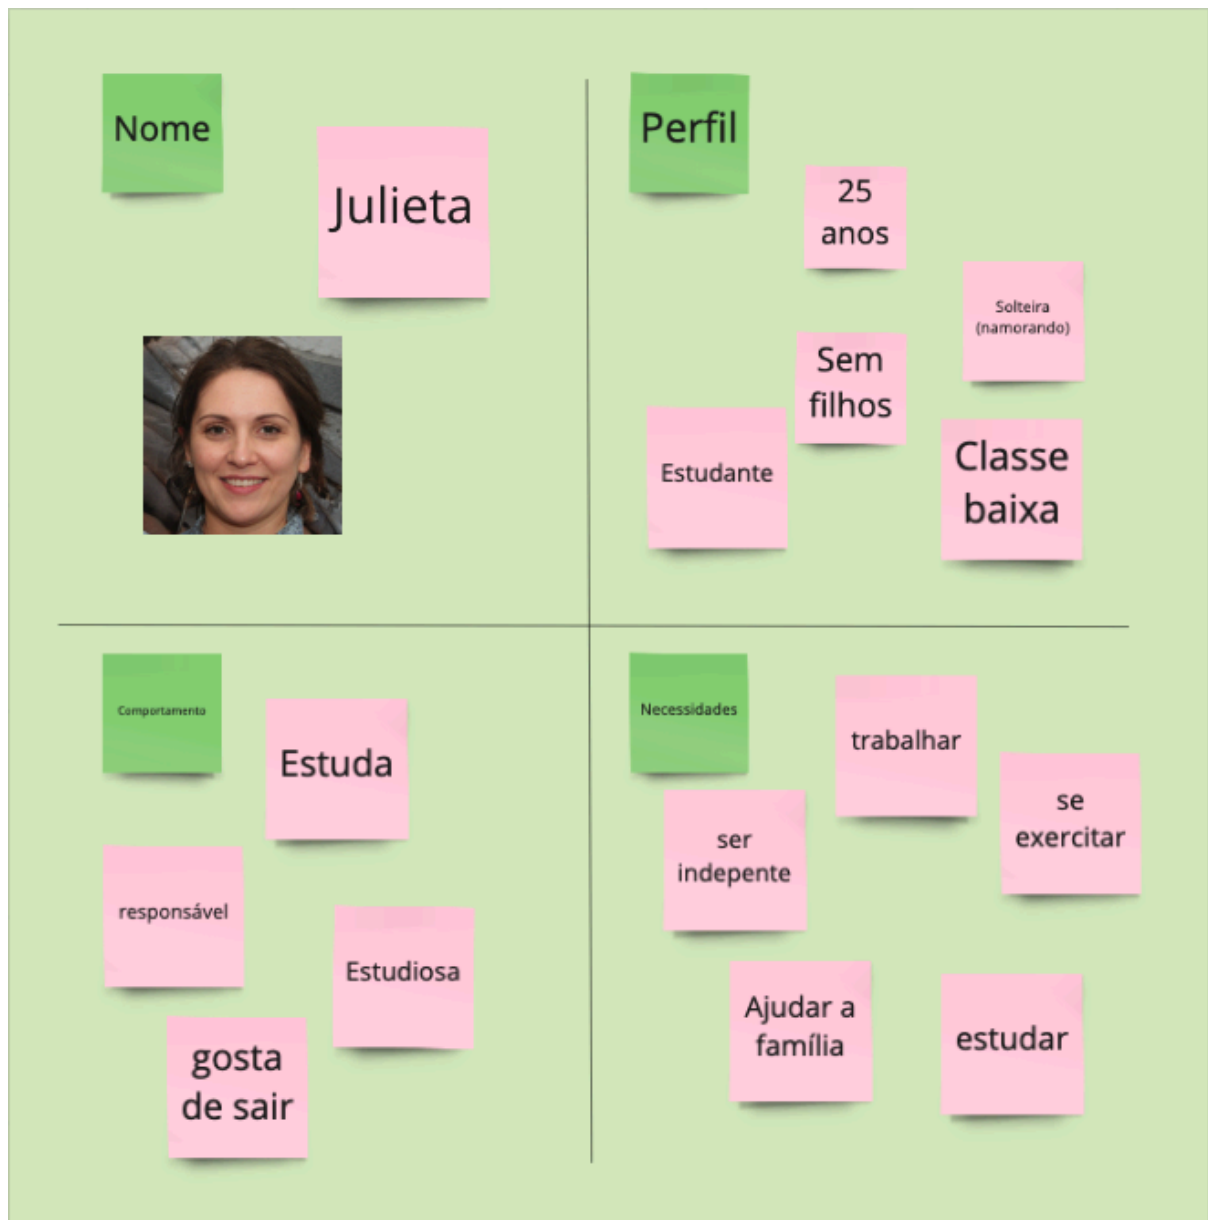 Nome
Julieta
Perfil
25
anos
Solteira
(namorando)
Sem
filhos
Estudante
Classe
baixa
Comportamento
Estuda
responsável
Estudiosa
gosta
de sair
Necessidades
trabalhar
se
exercitar
ser
indepente
Ajudar a
família
estudar